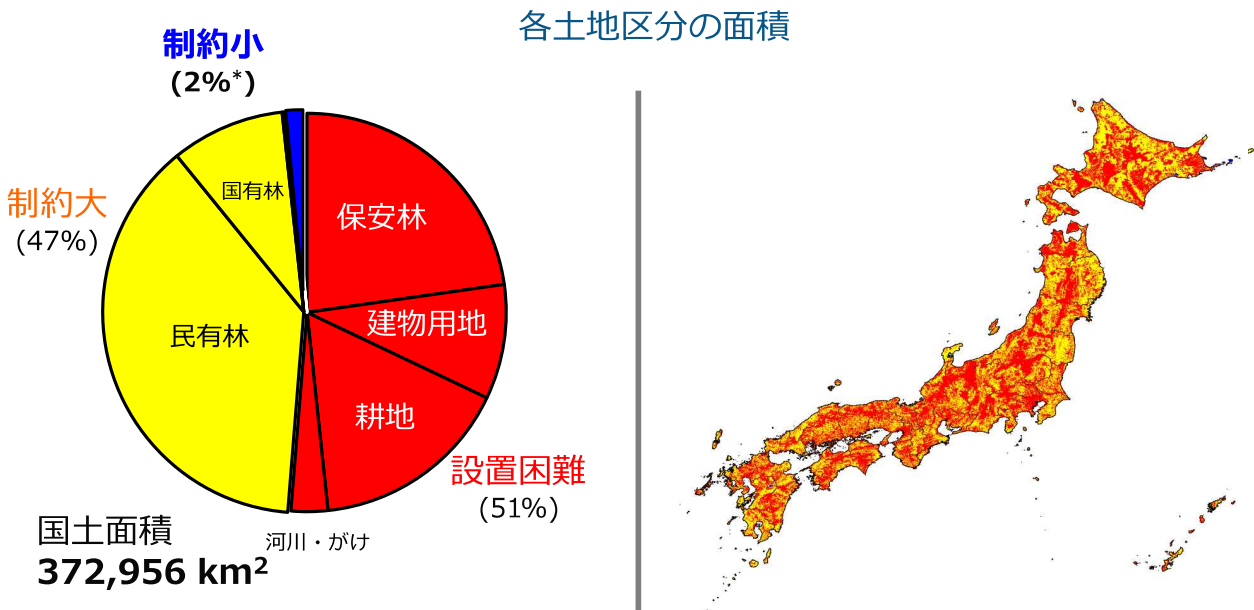 各土地区分の面積
制約小
(2%*)
国有林
保安林
制約大
(47%)
建物用地
民有林
耕地
設置困難
(51%)
河川・がけ
国土面積
372,956 km²